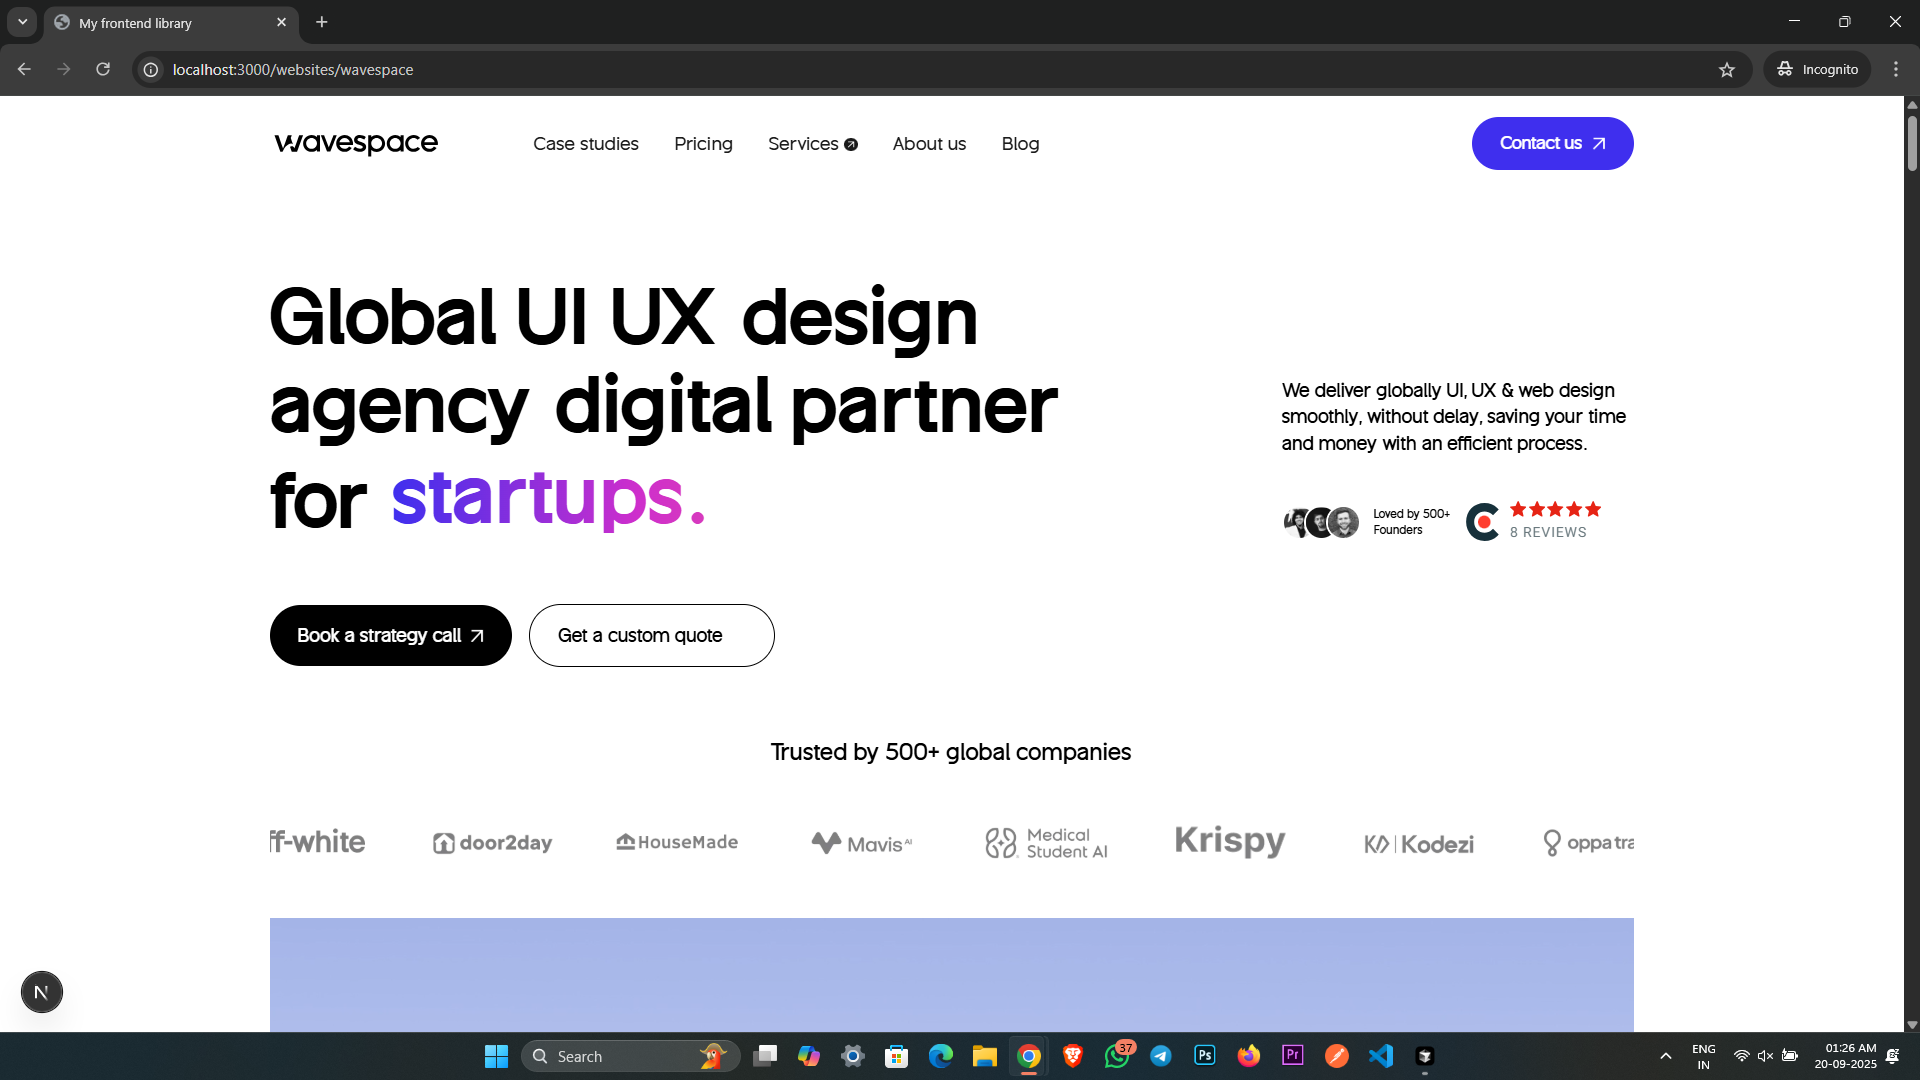 My frontend library
localhost:3000/websites/wavespace
Incognito
wavespace
Case studies
Pricing
Services
About us
Blog
Contact us
Global UI UX design
agency digital partner
for startups.
We deliver globally UI, UX & web design
smoothly, without delay, saving your time
and money with an efficient process.
Loved by 500+
Founders
8 REVIEWS
Book a strategy call
Get a custom quote
Trusted by 500+ global companies
ff-white
door2day
HouseMade
Mavis AI
Medical
Student AI
Krispy
Kodezi
oppa tra
N
Search
37
Ps
Pr
ENG
IN
01:26 AM
20-09-2025